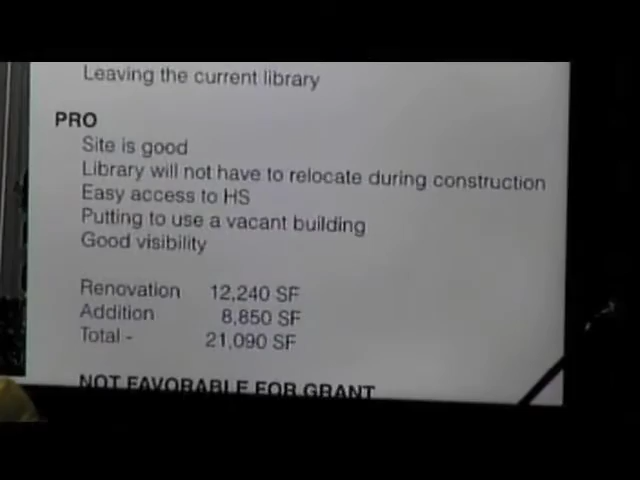 Leaving the current library
PRO
Site is good
Library will not have to relocate during construction
Easy access to HS
Putting to use a vacant building
Good visibility
Renovation 12,240 SF
Addition 8,850 SF
Total - 21,090 SF
NOT FAVORABLE FOR GRANT